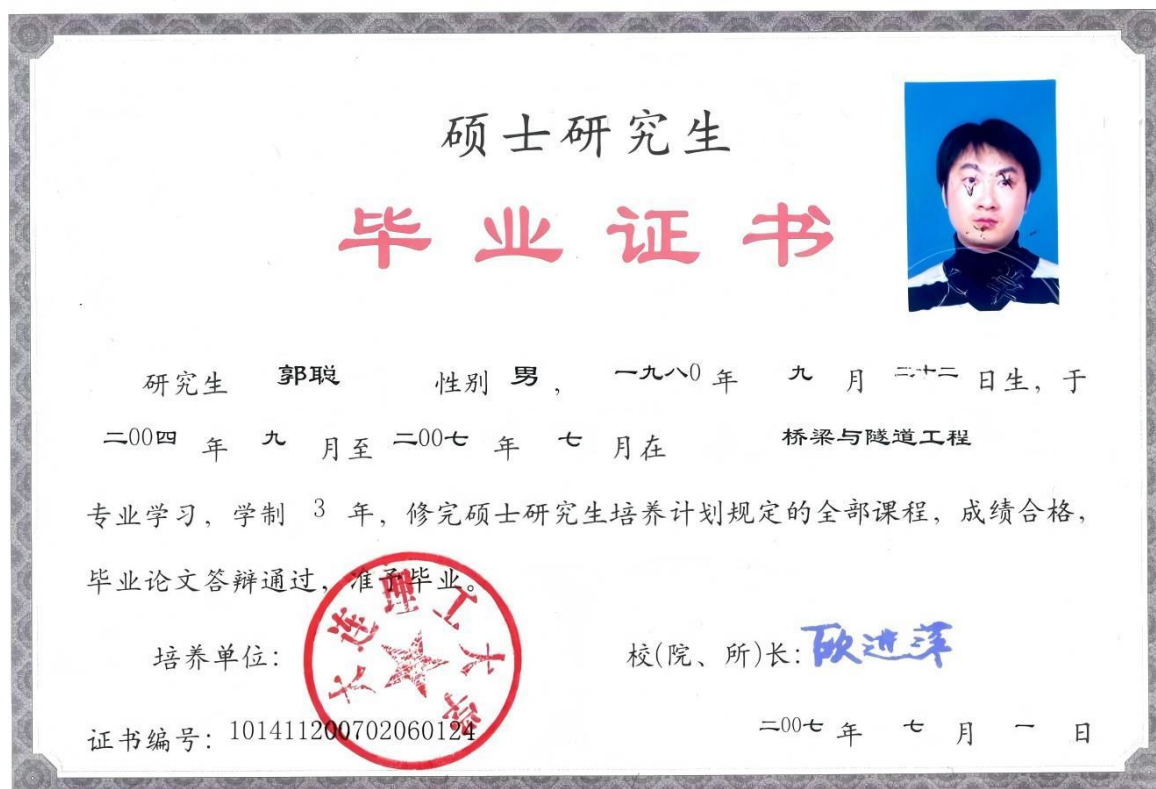 硕士研究生
毕业证书
研究生 郭聪 性别 男， 一九八0 年 九 月 二十二 日生，于
二00四 年 九 月至 二00七 年 七 月在 桥梁与隧道工程
专业学习，学制 3 年，修完硕士研究生培养计划规定的全部课程，成绩合格，
毕业论文答辩通过，准予毕业。
大连理工大学
培养单位： 校(院、所)长：欧进萍
证书编号：101411200702060124 二00七 年 七 月 一 日